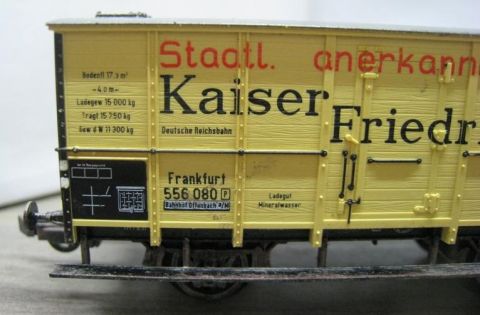 Staatl. anerkann
Kaiser
Friedri
Bodenfl 17,3 m²
-4,0 m-
Ladegew 15 000 kg
Tragf 15 750 kg
Gew d W 11 300 kg
Deutsche Reichsbahn
Frankfurt
556 080 P
Bahnhof Offenbach a/M
Ladegut
Mineralwasser